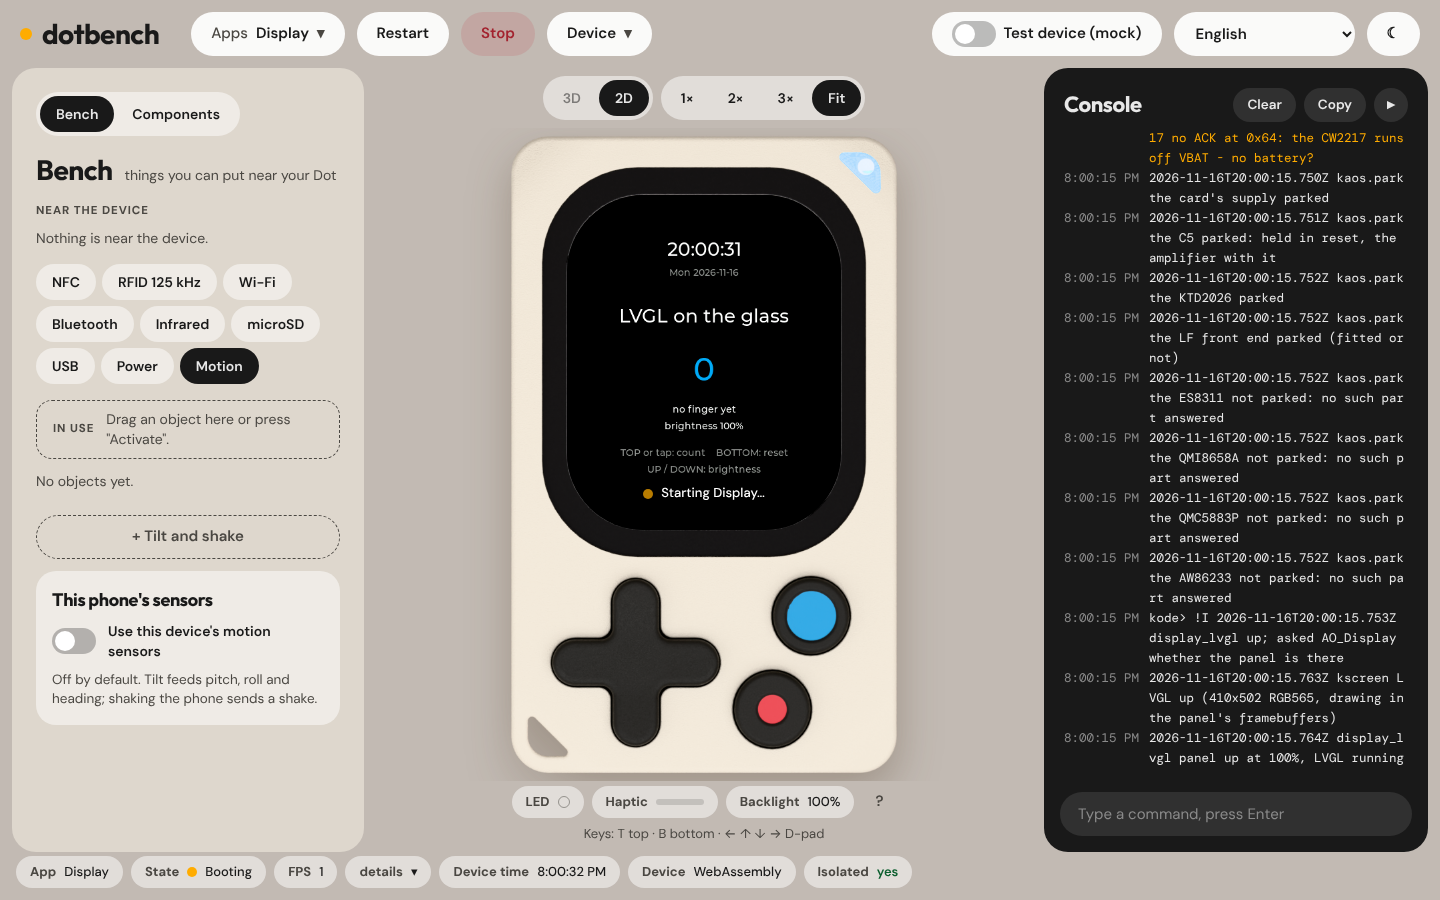 dotbench
Apps Display ▾
Restart
Stop
Device ▾
Test device (mock)
English
Bench
Components
Bench things you can put near your Dot
NEAR THE DEVICE
Nothing is near the device.
NFC
RFID 125 kHz
Wi-Fi
Bluetooth
Infrared
microSD
USB
Power
Motion
IN USE
Drag an object here or press
"Activate".
No objects yet.
+ Tilt and shake
This phone's sensors
Use this device's motion
sensors
Off by default. Tilt feeds pitch, roll and
heading; shaking the phone sends a shake.
3D
2D
1×
2×
3×
Fit
20:00:31
Mon 2026-11-16
LVGL on the glass
0
no finger yet
brightness 100%
TOP or tap: count BOTTOM: reset
UP / DOWN: brightness
Starting Display...
LED
Haptic
Backlight 100%
?
Keys: T top · B bottom · ← ↑ ↓ → D-pad
Console
Clear
Copy
17 no ACK at 0x64: the CW2217 runs
off VBAT - no battery?
8:00:15 PM 2026-11-16T20:00:15.750Z kaos.park
the card's supply parked
8:00:15 PM 2026-11-16T20:00:15.751Z kaos.park
the C5 parked: held in reset, the
amplifier with it
8:00:15 PM 2026-11-16T20:00:15.752Z kaos.park
the KTD2026 parked
8:00:15 PM 2026-11-16T20:00:15.752Z kaos.park
the LF front end parked (fitted or
not)
8:00:15 PM 2026-11-16T20:00:15.752Z kaos.park
the ES8311 not parked: no such par
t answered
8:00:15 PM 2026-11-16T20:00:15.752Z kaos.park
the QMI8658A not parked: no such p
art answered
8:00:15 PM 2026-11-16T20:00:15.752Z kaos.park
the QMC5883P not parked: no such p
art answered
8:00:15 PM 2026-11-16T20:00:15.752Z kaos.park
the AW86233 not parked: no such pa
rt answered
8:00:15 PM kode> !I 2026-11-16T20:00:15.753Z
display_lvgl up; asked AO_Display
whether the panel is there
8:00:15 PM 2026-11-16T20:00:15.763Z kscreen L
VGL up (410x502 RGB565, drawing in
the panel's framebuffers)
8:00:15 PM 2026-11-16T20:00:15.764Z display_l
vgl panel up at 100%, LVGL running
Type a command, press Enter
App Display
State Booting
FPS 1
details ▾
Device time 8:00:32 PM
Device WebAssembly
Isolated yes